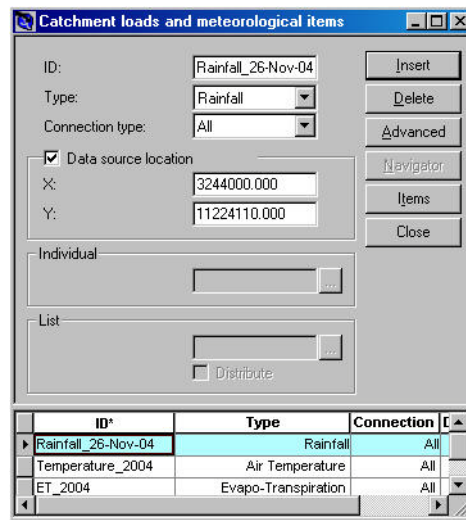 Catchment loads and meteorological items
ID: Rainfall_26-Nov-04 Insert
Type: Rainfall Delete
Connection type: All Advanced
Data source location Navigator
X: 3244000.000 Items
Y: 11224110.000 Close
Individual
...
List
...
Distribute
ID* Type Connection
Rainfall_26-Nov-04 Rainfall All
Temperature_2004 Air Temperature All
ET_2004 Evapo-Transpiration All